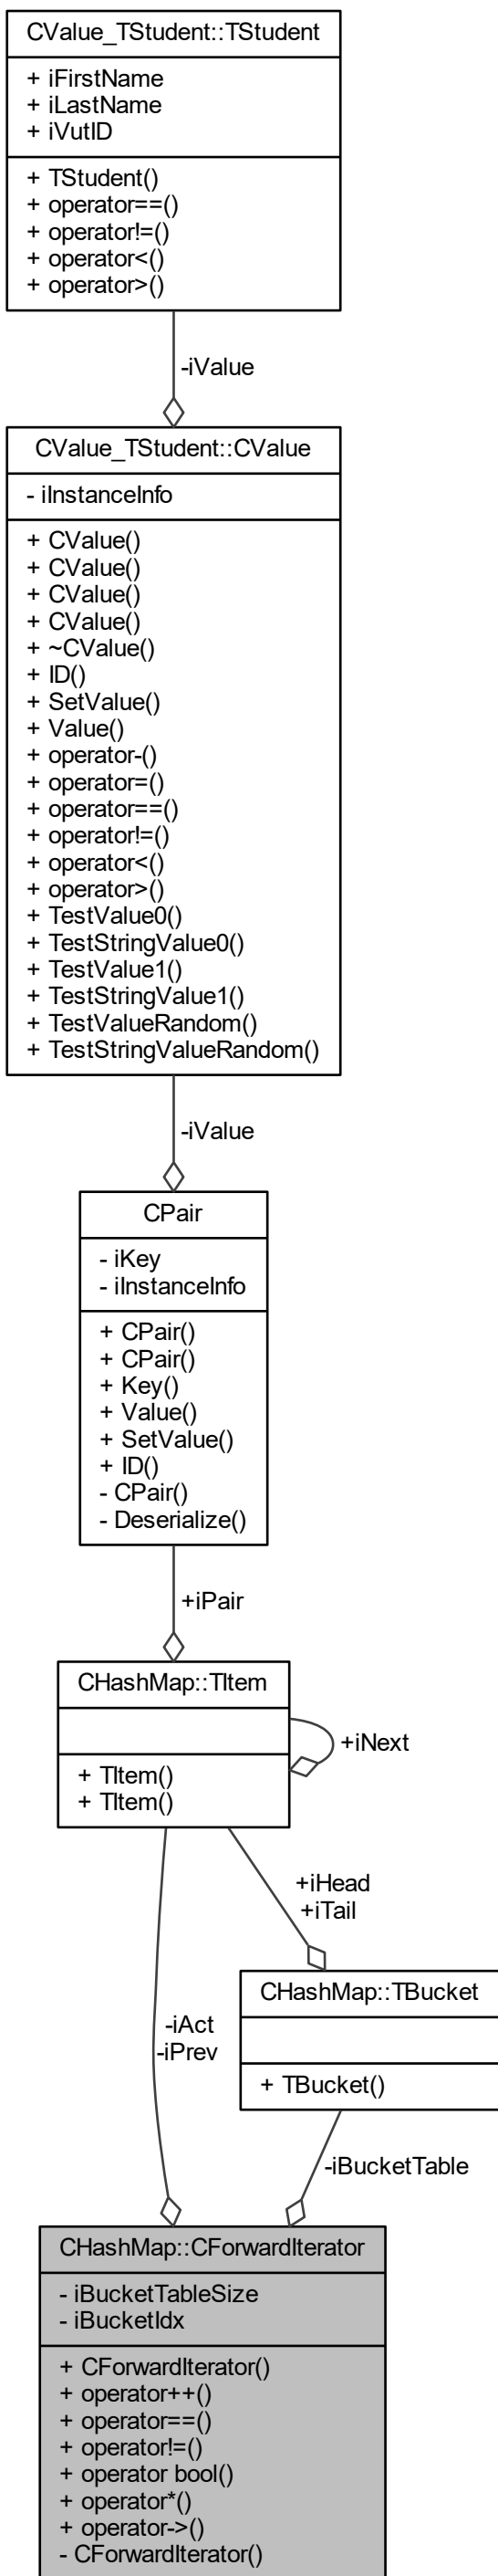 CValue_TStudent::TStudent
+ iFirstName
+ iLastName
+ iVutID
+ TStudent()
+ operator==()
+ operator!=()
+ operator<()
+ operator>()
-iValue
CValue_TStudent::CValue
- iInstanceInfo
+ CValue()
+ CValue()
+ CValue()
+ CValue()
+ ~CValue()
+ ID()
+ SetValue()
+ Value()
+ operator-()
+ operator=()
+ operator==()
+ operator!=()
+ operator<()
+ operator>()
+ TestValue0()
+ TestStringValue0()
+ TestValue1()
+ TestStringValue1()
+ TestValueRandom()
+ TestStringValueRandom()
-iValue
CPair
- iKey
- iInstanceInfo
+ CPair()
+ CPair()
+ Key()
+ Value()
+ SetValue()
+ ID()
- CPair()
- Deserialize()
+iPair
CHashMap::TItem
+ TItem()
+ TItem()
+iNext
+iHead
+iTail
CHashMap::TBucket
+ TBucket()
-iAct
-iPrev
-iBucketTable
CHashMap::CForwardIterator
- iBucketTableSize
- iBucketIdx
+ CForwardIterator()
+ operator++()
+ operator==()
+ operator!=()
+ operator bool()
+ operator*()
+ operator->()
- CForwardIterator()